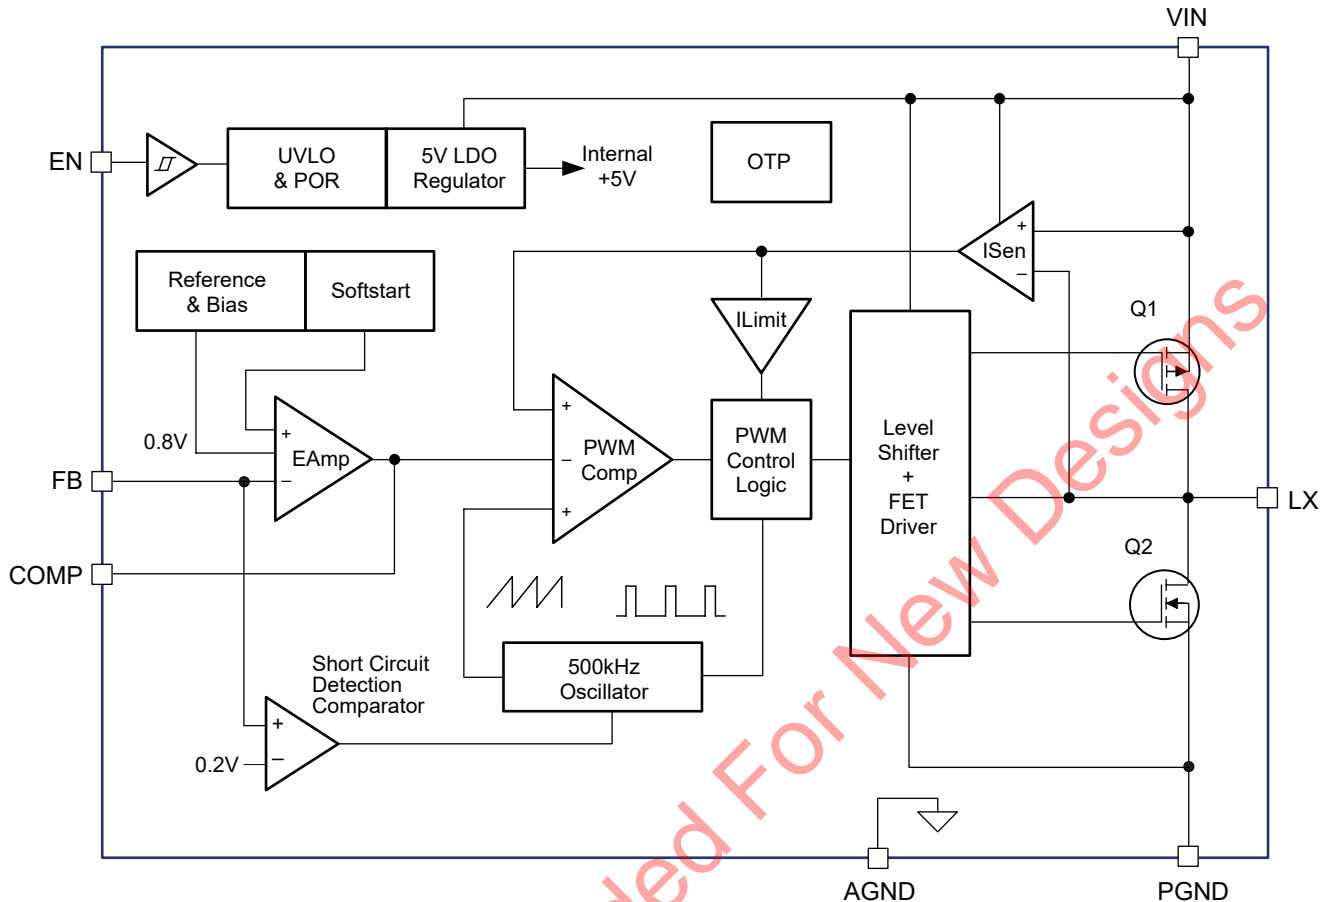 VIN
EN
UVLO
& POR
5V LDO
Regulator
Internal
+5V
OTP
Reference
& Bias
Softstart
+
ISen
−
ILimit
Q1
0.8V
+
EAmp
−
FB
+
−
PWM
Comp
+
PWM
Control
Logic
Level
Shifter
+
FET
Driver
LX
Q2
COMP
500kHz
Oscillator
Short Circuit
Detection
Comparator
+
0.2V
−
AGND
PGND
ded For New Designs